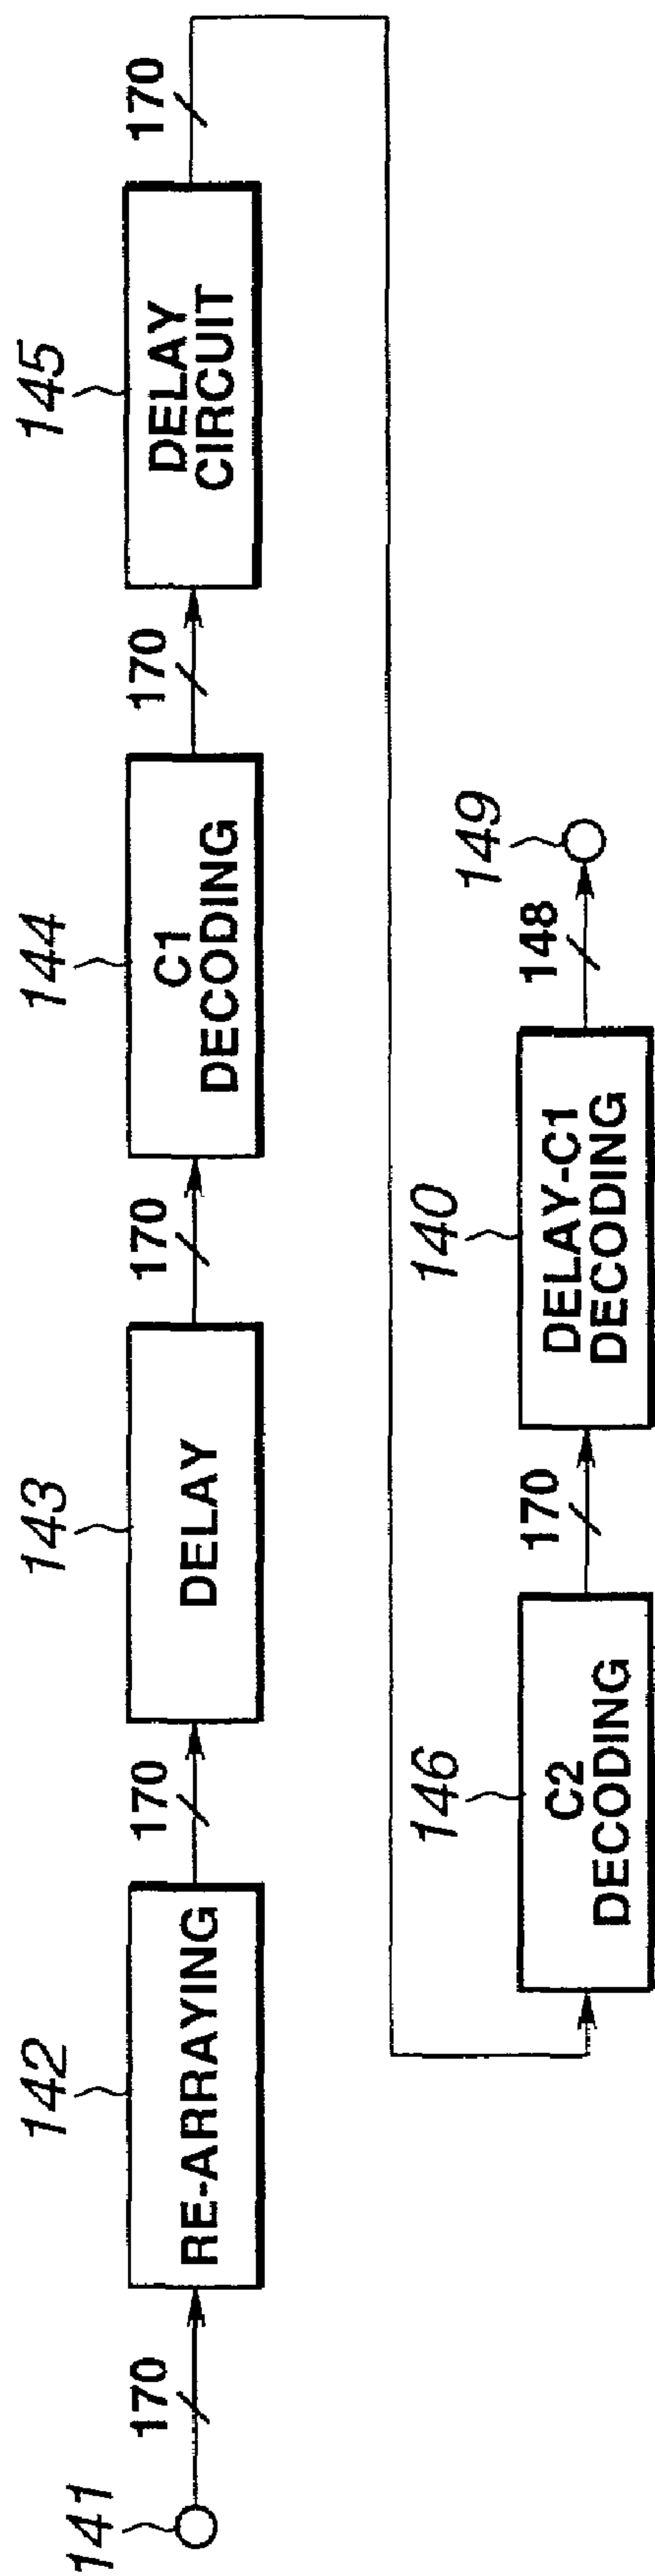 141
170
142
RE-ARRAYING
170
143
DELAY
170
144
C1
DECODING
170
145
DELAY
CIRCUIT
170
146
C2
DECODING
170
140
DELAY-C1
DECODING
148
149